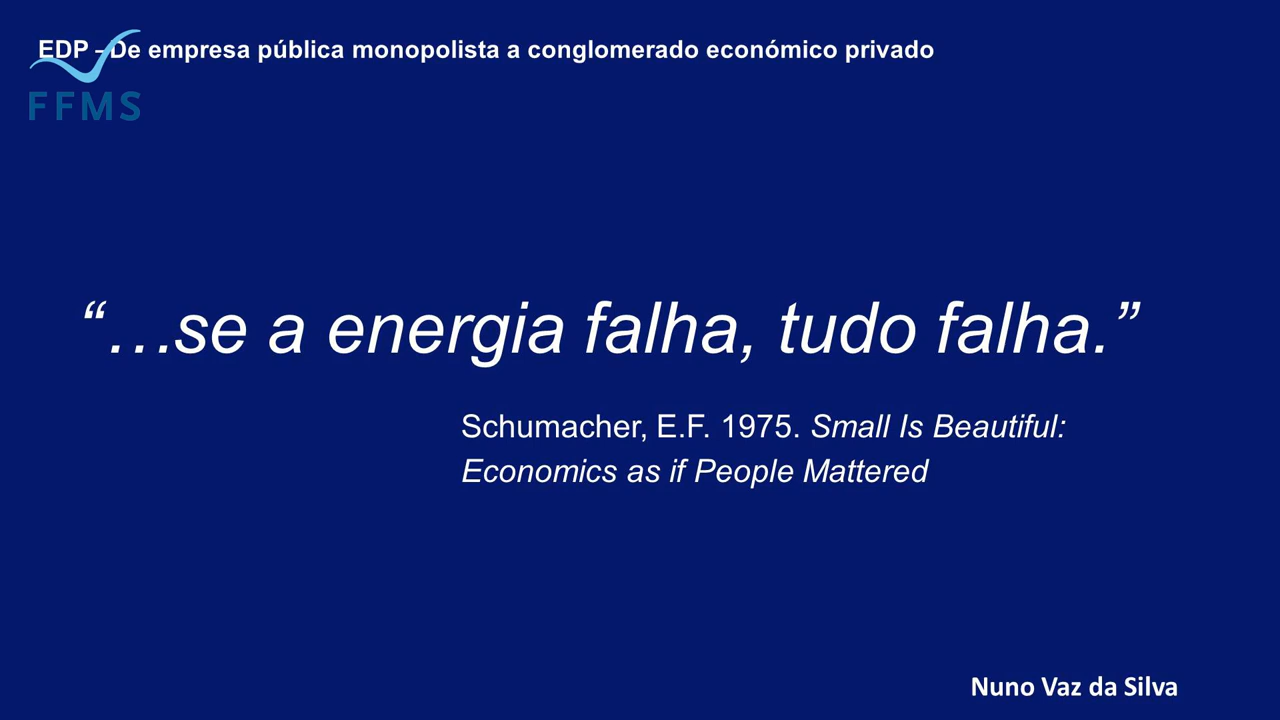 EDP – De empresa pública monopolista a conglomerado económico privado
FFMS
“…se a energia falha, tudo falha.”
Schumacher, E.F. 1975. Small Is Beautiful:
Economics as if People Mattered
Nuno Vaz da Silva